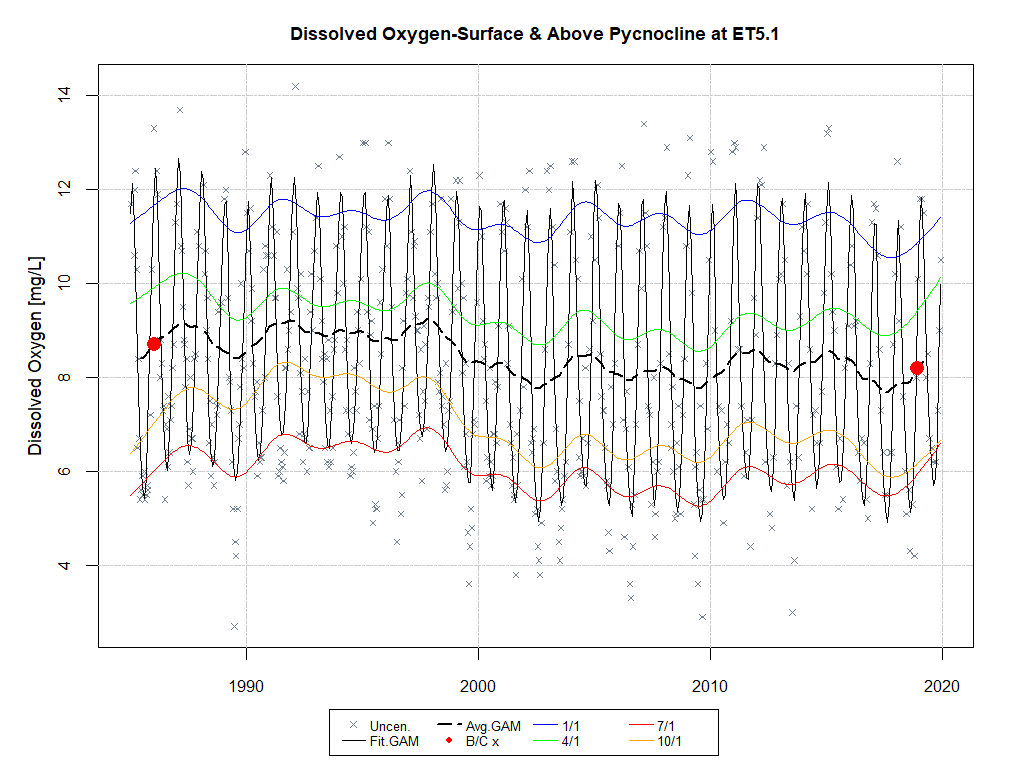 Dissolved Oxygen-Surface & Above Pycnocline at ET5.1
Dissolved Oxygen [mg/L]
14
12
10
8
6
4
1990 2000 2010 2020
Uncen. Avg.GAM 1/1 7/1
Fit.GAM B/C x 4/1 10/1